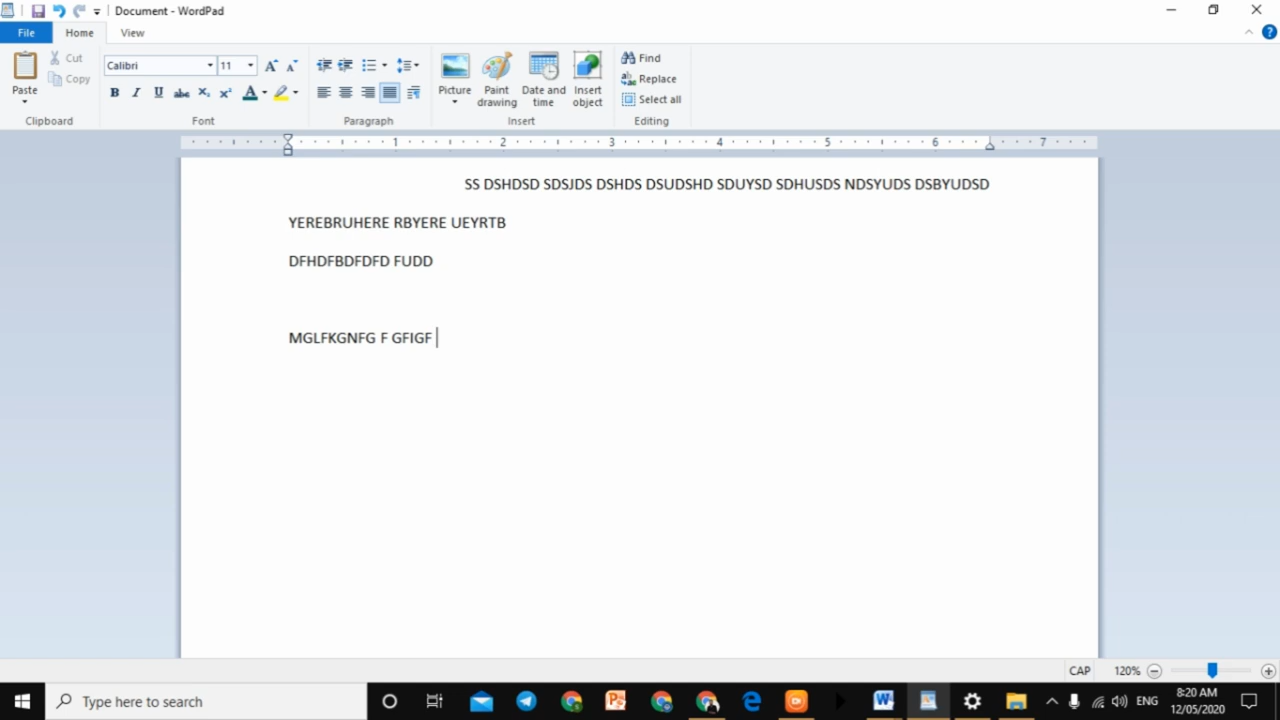 Document - WordPad
File Home View
Paste Cut Copy Clipboard
Calibri 11 Font
Paragraph
Picture Paint drawing Date and time Insert object Insert
Find Replace Select all Editing
1 2 3 4 5 6 7
SS DSHDSD SDSJDS DSHDS DSUDSHD SDUYSD SDHUSDS NDSYUDS DSBYUDSD
YEREBRUHERE RBYERE UEYRTB
DFHDFBDFDFD FUDD
MGLFKGNFG F GFIGF
CAP 120%
Type here to search ENG 8:20 AM
12/05/2020